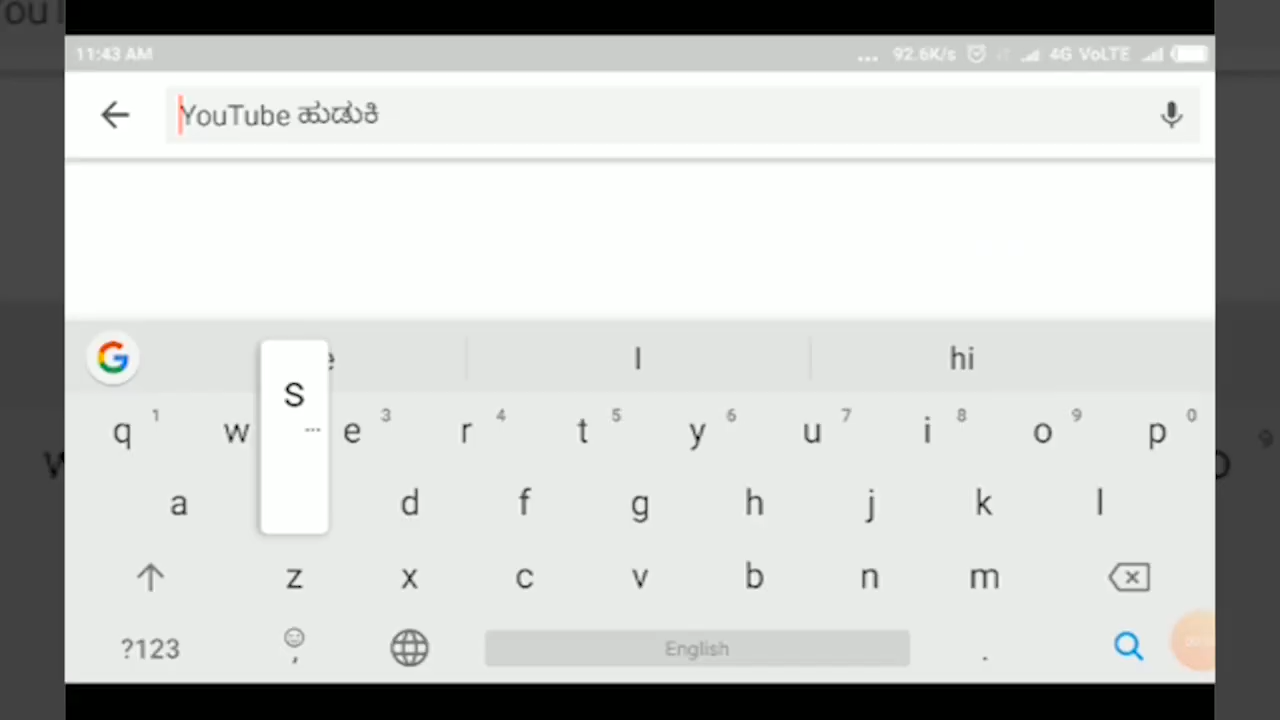 11:43 AM ... 92.6K/s 4G VoLTE
YouTube ಹುಡುಕಿ
I hi
q 1 w e 3 r 4 t 5 y 6 u 7 i 8 o 9 p 0
S
a d f g h j k l
z x c v b n m
?123 , English .